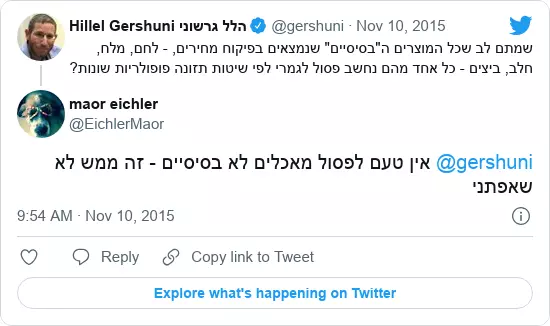 Hillel Gershuni הלל גרשוני @gershuni · Nov 10, 2015
שמתם לב שכל המוצרים ה"בסיסיים" שנמצאים בפיקוח מחירים, - לחם, מלח,
חלב, ביצים - כל אחד מהם נחשב פסול לגמרי לפי שיטות תזונה פופולריות שונות?
maor eichler
@EichlerMaor
@gershuni אין טעם לפסול מאכלים לא בסיסיים - זה ממש לא
שאפתני
9:54 AM · Nov 10, 2015
Reply Copy link to Tweet
Explore what's happening on Twitter